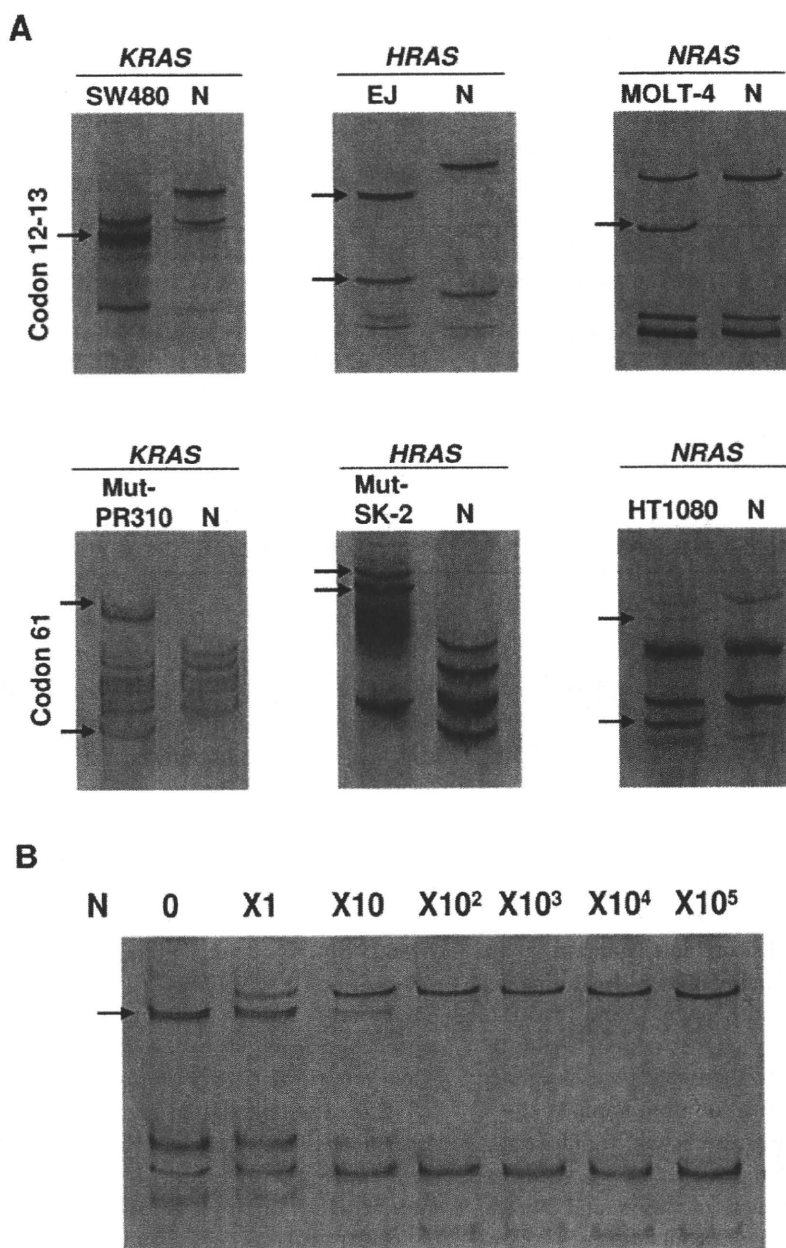 A
KRAS HRAS NRAS
SW480 N EJ N MOLT-4 N
Codon 12-13
KRAS HRAS NRAS
Mut-PR310 N Mut-SK-2 N HT1080 N
Codon 61
B
N 0 X1 X10 X10² X10³ X10⁴ X10⁵